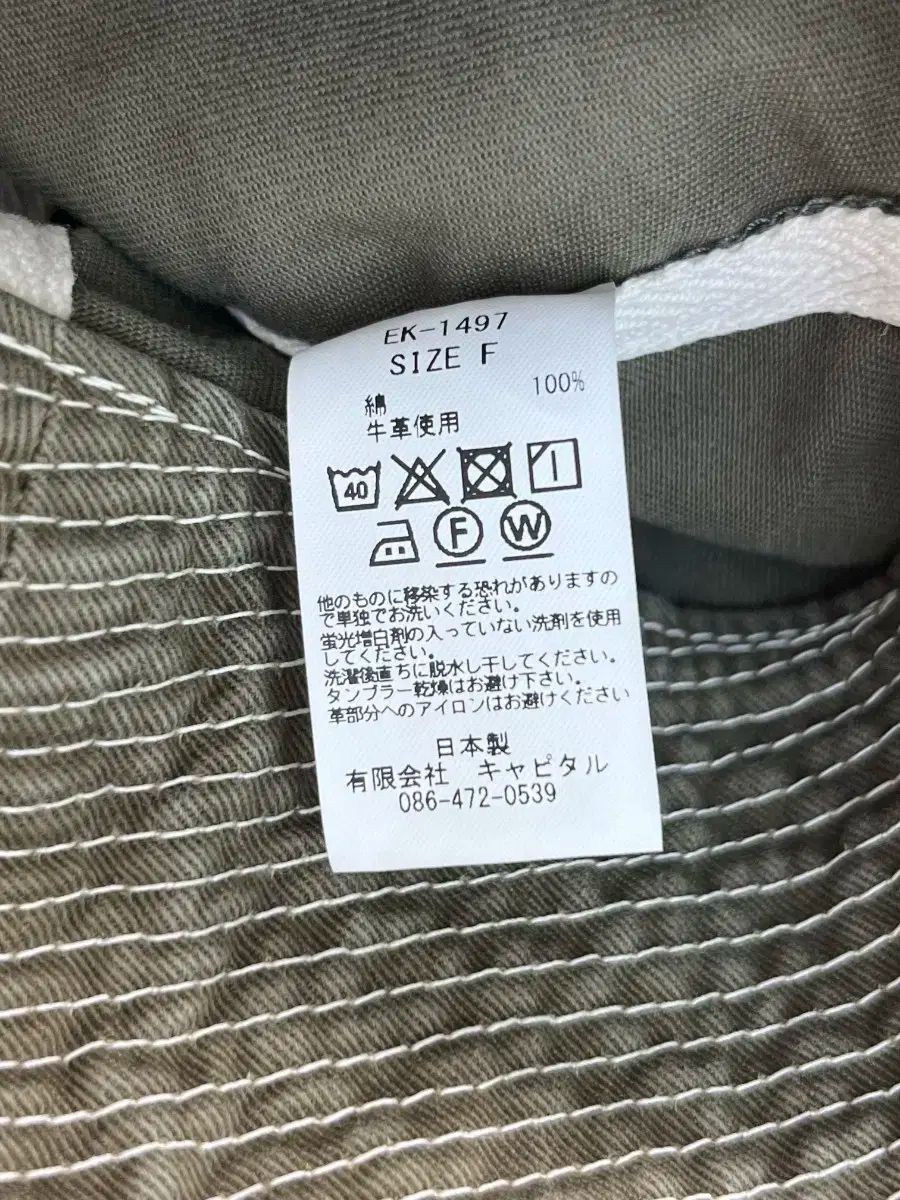 EK-1497
SIZE F
綿 100%
牛革使用
40
F W
他のものに移染する恐れがありますの
で単独でお洗いください。
蛍光増白剤の入っていない洗剤を使用
してください。
洗濯後直ちに脱水し干してください。
タンブラー乾燥はお避け下さい。
革部分へのアイロンはお避けください
日本製
有限会社 キャピタル
086-472-0539